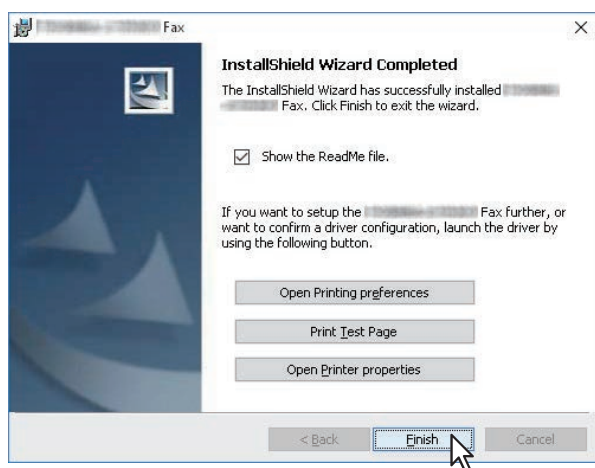 Fax
InstallShield Wizard Completed
The InstallShield Wizard has successfully installed
Fax. Click Finish to exit the wizard.
Show the ReadMe file.
If you want to setup the Fax further, or
want to confirm a driver configuration, launch the driver by
using the following button.
Open Printing preferences
Print Test Page
Open Printer properties
< Back Finish Cancel